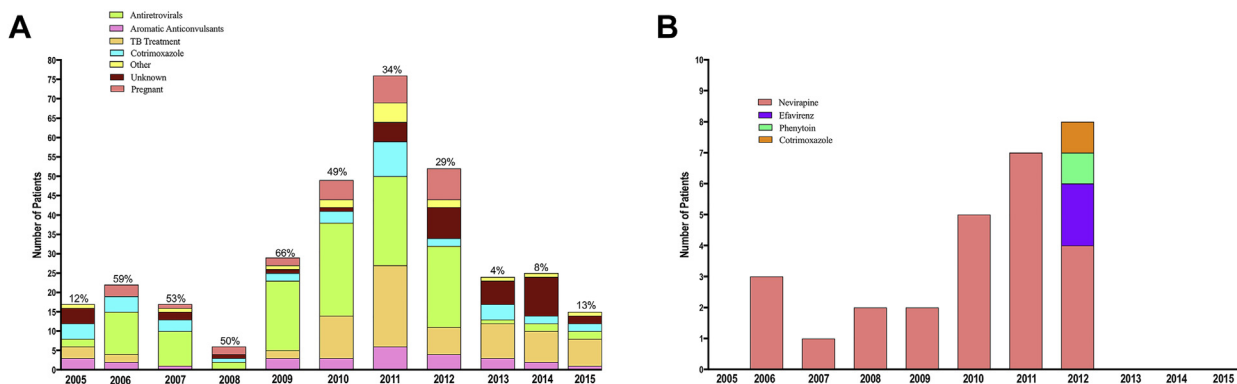 A
Antiretrovirals
Aromatic Anticonvulsants
TB Treatment
Cotrimoxazole
Other
Unknown
Pregnant
Number of Patients
80
75
70
65
60
55
50
45
40
35
30
25
20
15
10
5
0
12%
59%
53%
50%
66%
49%
34%
29%
4%
8%
13%
2005 2006 2007 2008 2009 2010 2011 2012 2013 2014 2015
B
Nevirapine
Efavirenz
Phenytoin
Cotrimoxazole
Number of Patients
10
9
8
7
6
5
4
3
2
1
0
2005 2006 2007 2008 2009 2010 2011 2012 2013 2014 2015